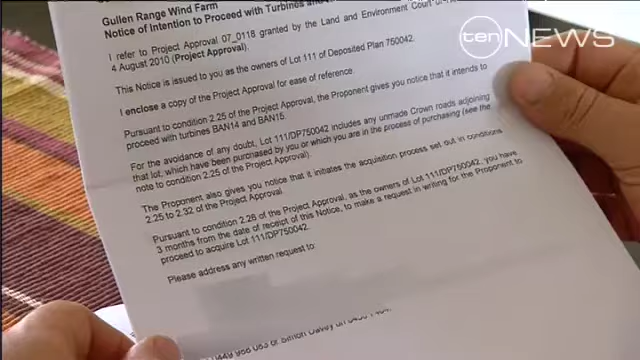 ten NEWS
Gullen Range Wind Farm
Notice of Intention to Proceed with Turbines and
I refer to Project Approval 07_0118 granted by the Land and Environment Court
4 August 2010 (Project Approval).
This Notice is issued to you as the owners of Lot 111 of Deposited Plan 750042.
I enclose a copy of the Project Approval for ease of reference.
Pursuant to condition 2.25 of the Project Approval, the Proponent gives you notice that it intends to
proceed with turbines BAN14 and BAN15.
For the avoidance of any doubt, Lot 111/DP750042 includes any unmade Crown roads adjoining
that lot, which have been purchased by you or which you are in the process of purchasing (see the
note to condition 2.25 of the Project Approval).
The Proponent also gives you notice that it initiates the acquisition process set out in conditions
2.25 to 2.32 of the Project Approval.
Pursuant to condition 2.26 of the Project Approval, as the owners of Lot 111/DP750042, you have
3 months from the date of receipt of this Notice, to make a request in writing for the Proponent to
proceed to acquire Lot 111/DP750042.
Please address any written request to:
or Simon Davey on